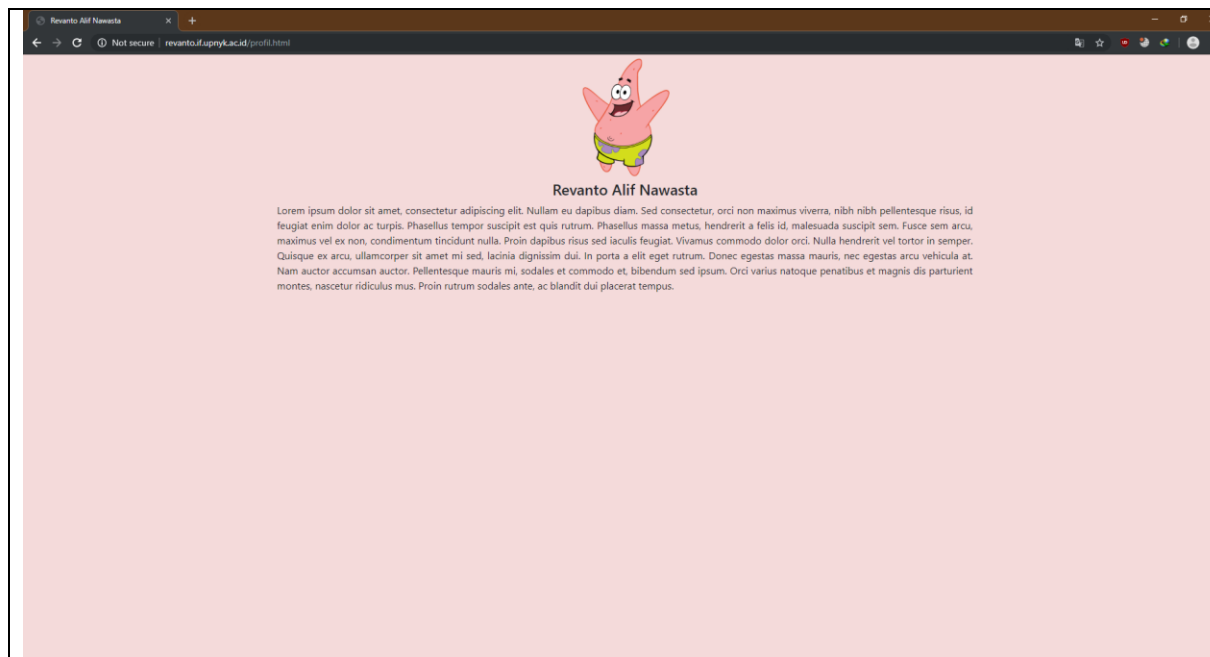 Revanto Alif Nawasta
Not secure | revanto.if.upnyk.ac.id/profil.html
Revanto Alif Nawasta
Lorem ipsum dolor sit amet, consectetur adipiscing elit. Nullam eu dapibus diam. Sed consectetur, orci non maximus viverra, nibh nibh pellentesque risus, id
feugiat enim dolor ac turpis. Phasellus tempor suscipit est quis rutrum. Phasellus massa metus, hendrerit a felis id, malesuada suscipit sem. Fusce sem arcu,
maximus vel ex non, condimentum tincidunt nulla. Proin dapibus risus sed iaculis feugiat. Vivamus commodo dolor orci. Nulla hendrerit vel tortor in semper.
Quisque ex arcu, ullamcorper sit amet mi sed, lacinia dignissim dui. In porta a elit eget rutrum. Donec egestas massa mauris, nec egestas arcu vehicula at.
Nam auctor accumsan auctor. Pellentesque mauris mi, sodales et commodo et, bibendum sed ipsum. Orci varius natoque penatibus et magnis dis parturient
montes, nascetur ridiculus mus. Proin rutrum sodales ante, ac blandit dui placerat tempus.